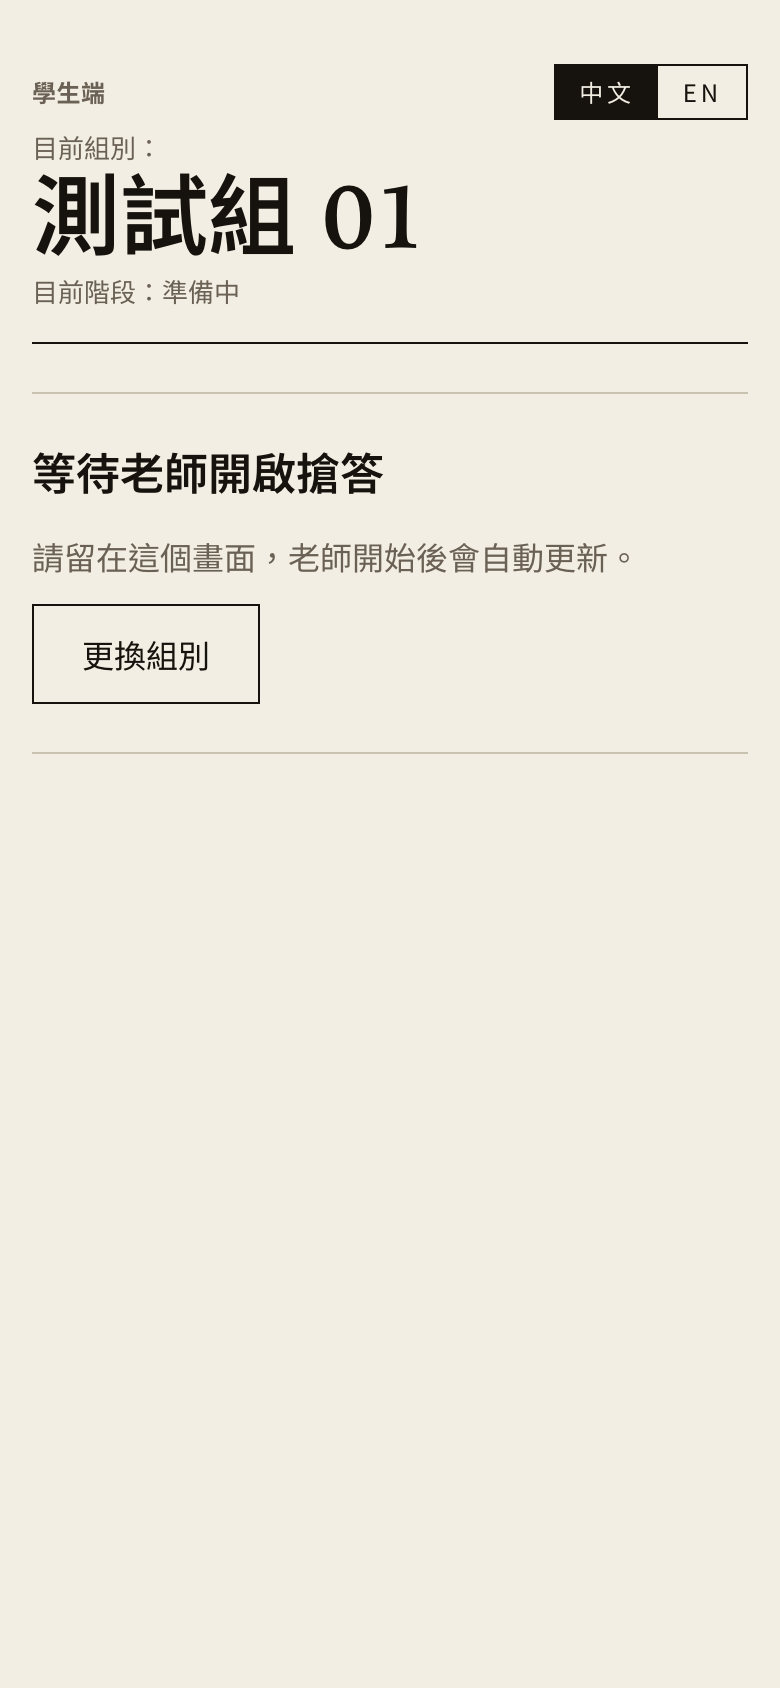 學生端
中文 EN
目前組別：
測試組 01
目前階段：準備中
等待老師開啟搶答
請留在這個畫面，老師開始後會自動更新。
更換組別